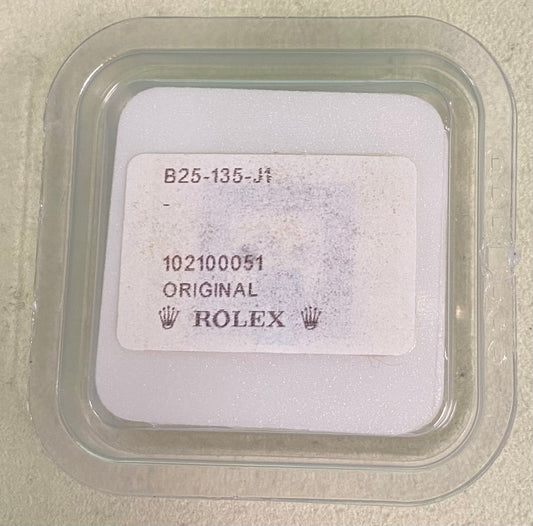 B25-135-J1
-
102100051
ORIGINAL
ROLEX